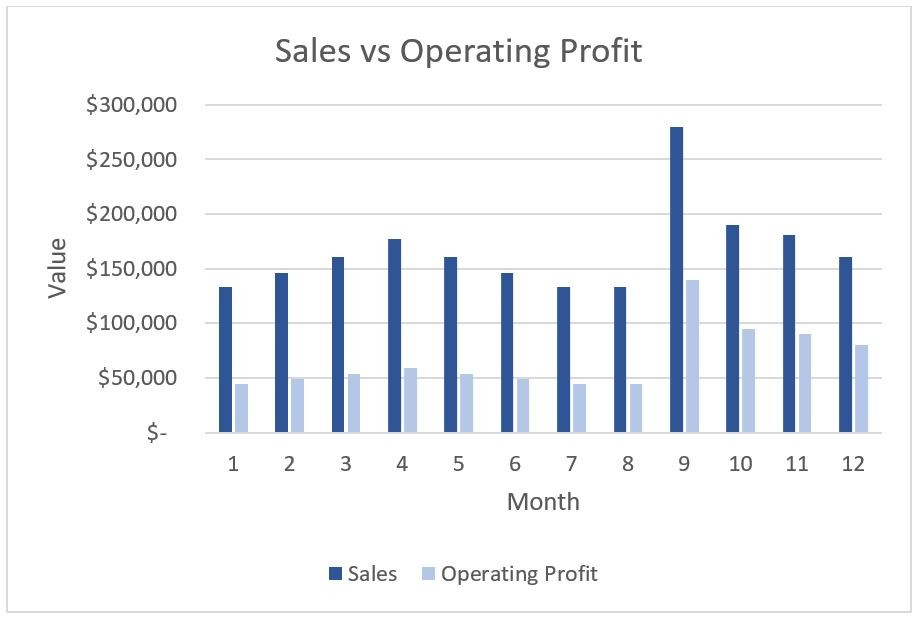 Sales vs Operating Profit
$300,000
$250,000
$200,000
$150,000
$100,000
$50,000
$-
Value
1 2 3 4 5 6 7 8 9 10 11 12
Month
Sales Operating Profit